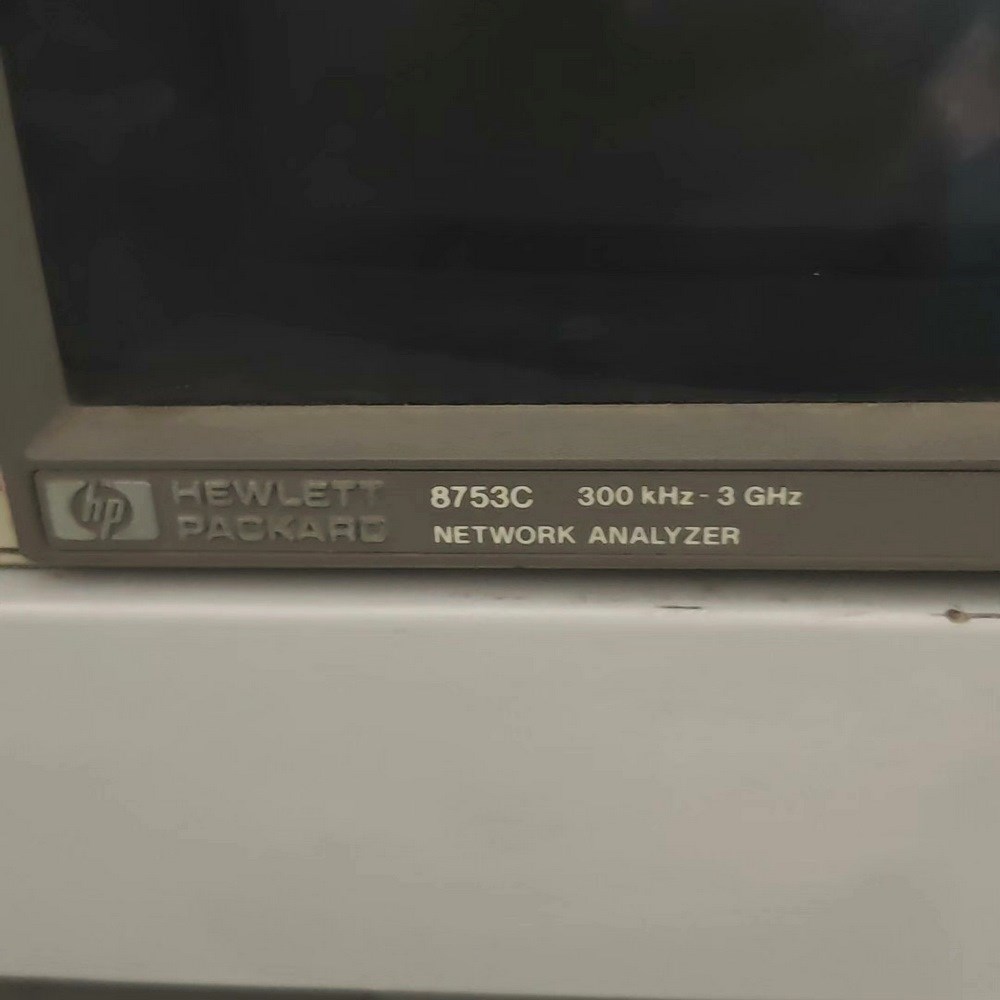 hp HEWLETT PACKARD 8753C 300 kHz - 3 GHz
NETWORK ANALYZER